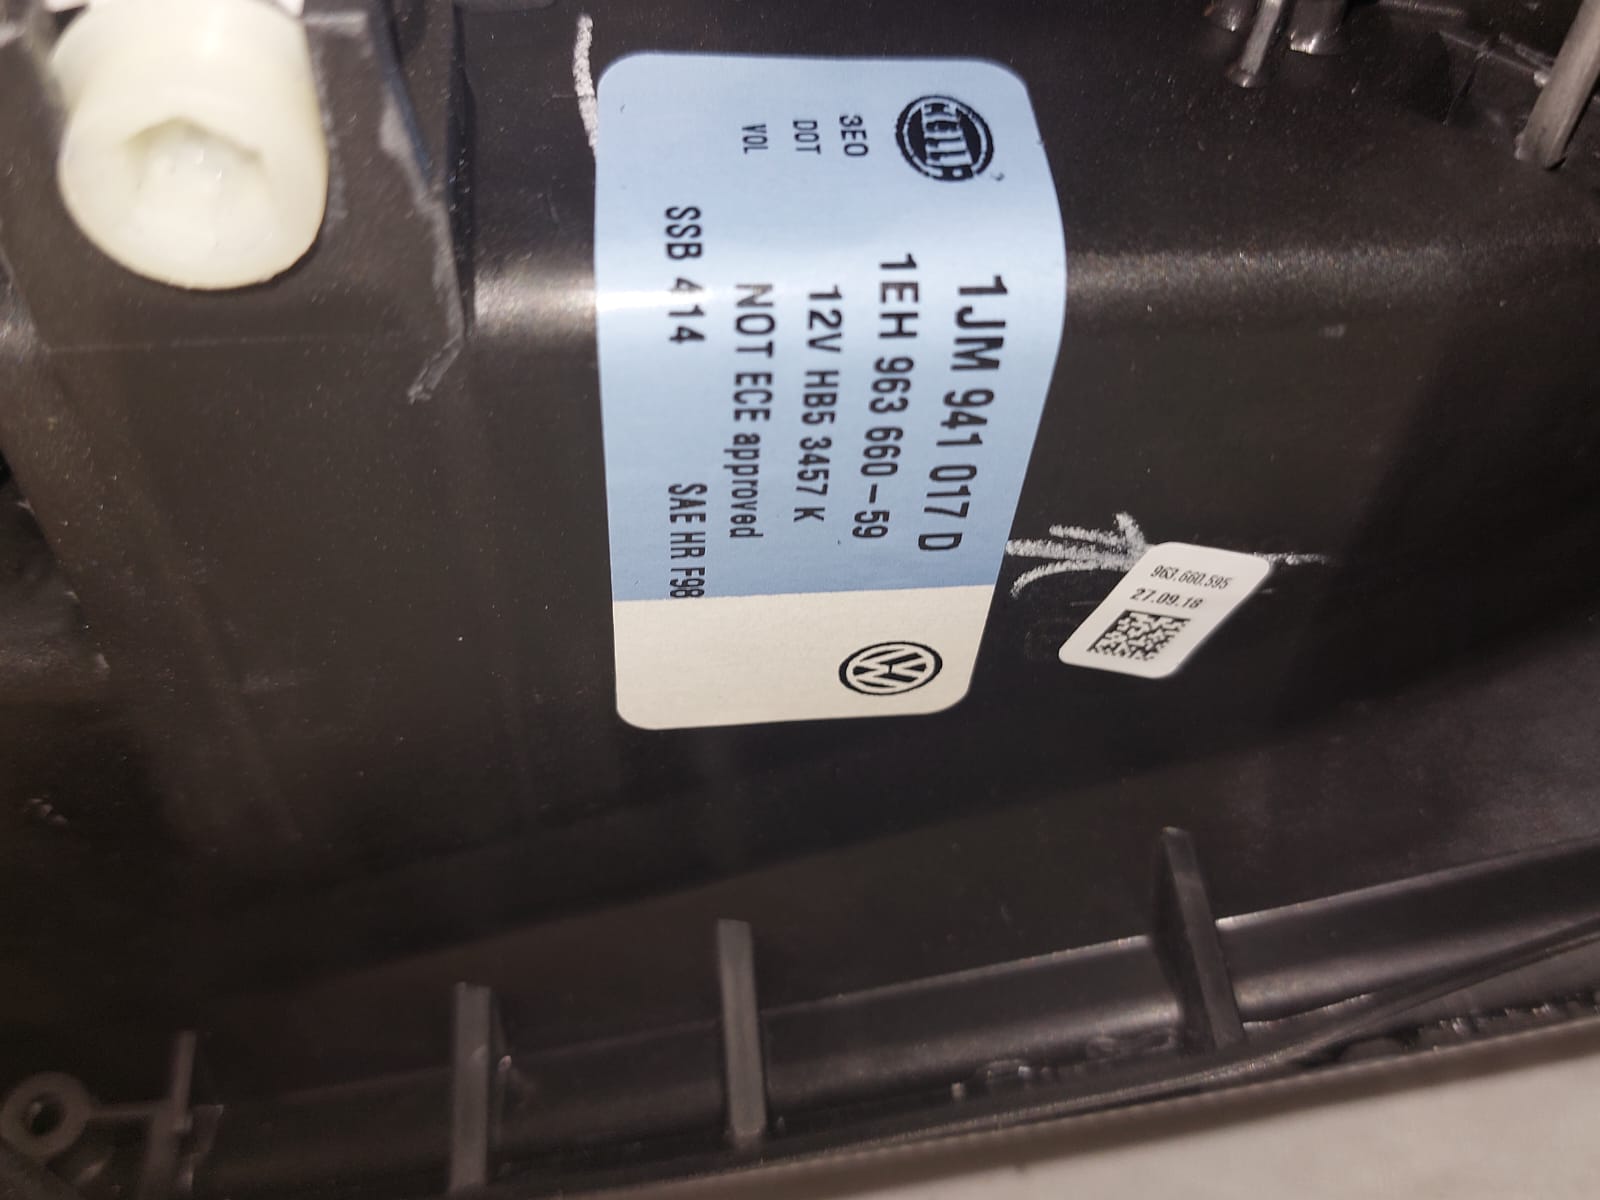 HELLA
1JM 941 017 D
3EO
1EH 963 660-59
DOT
12V HB5 3457 K
VOL
NOT ECE approved
SSB 414
SAE HR F98
VW
963.660.595
27.09.18